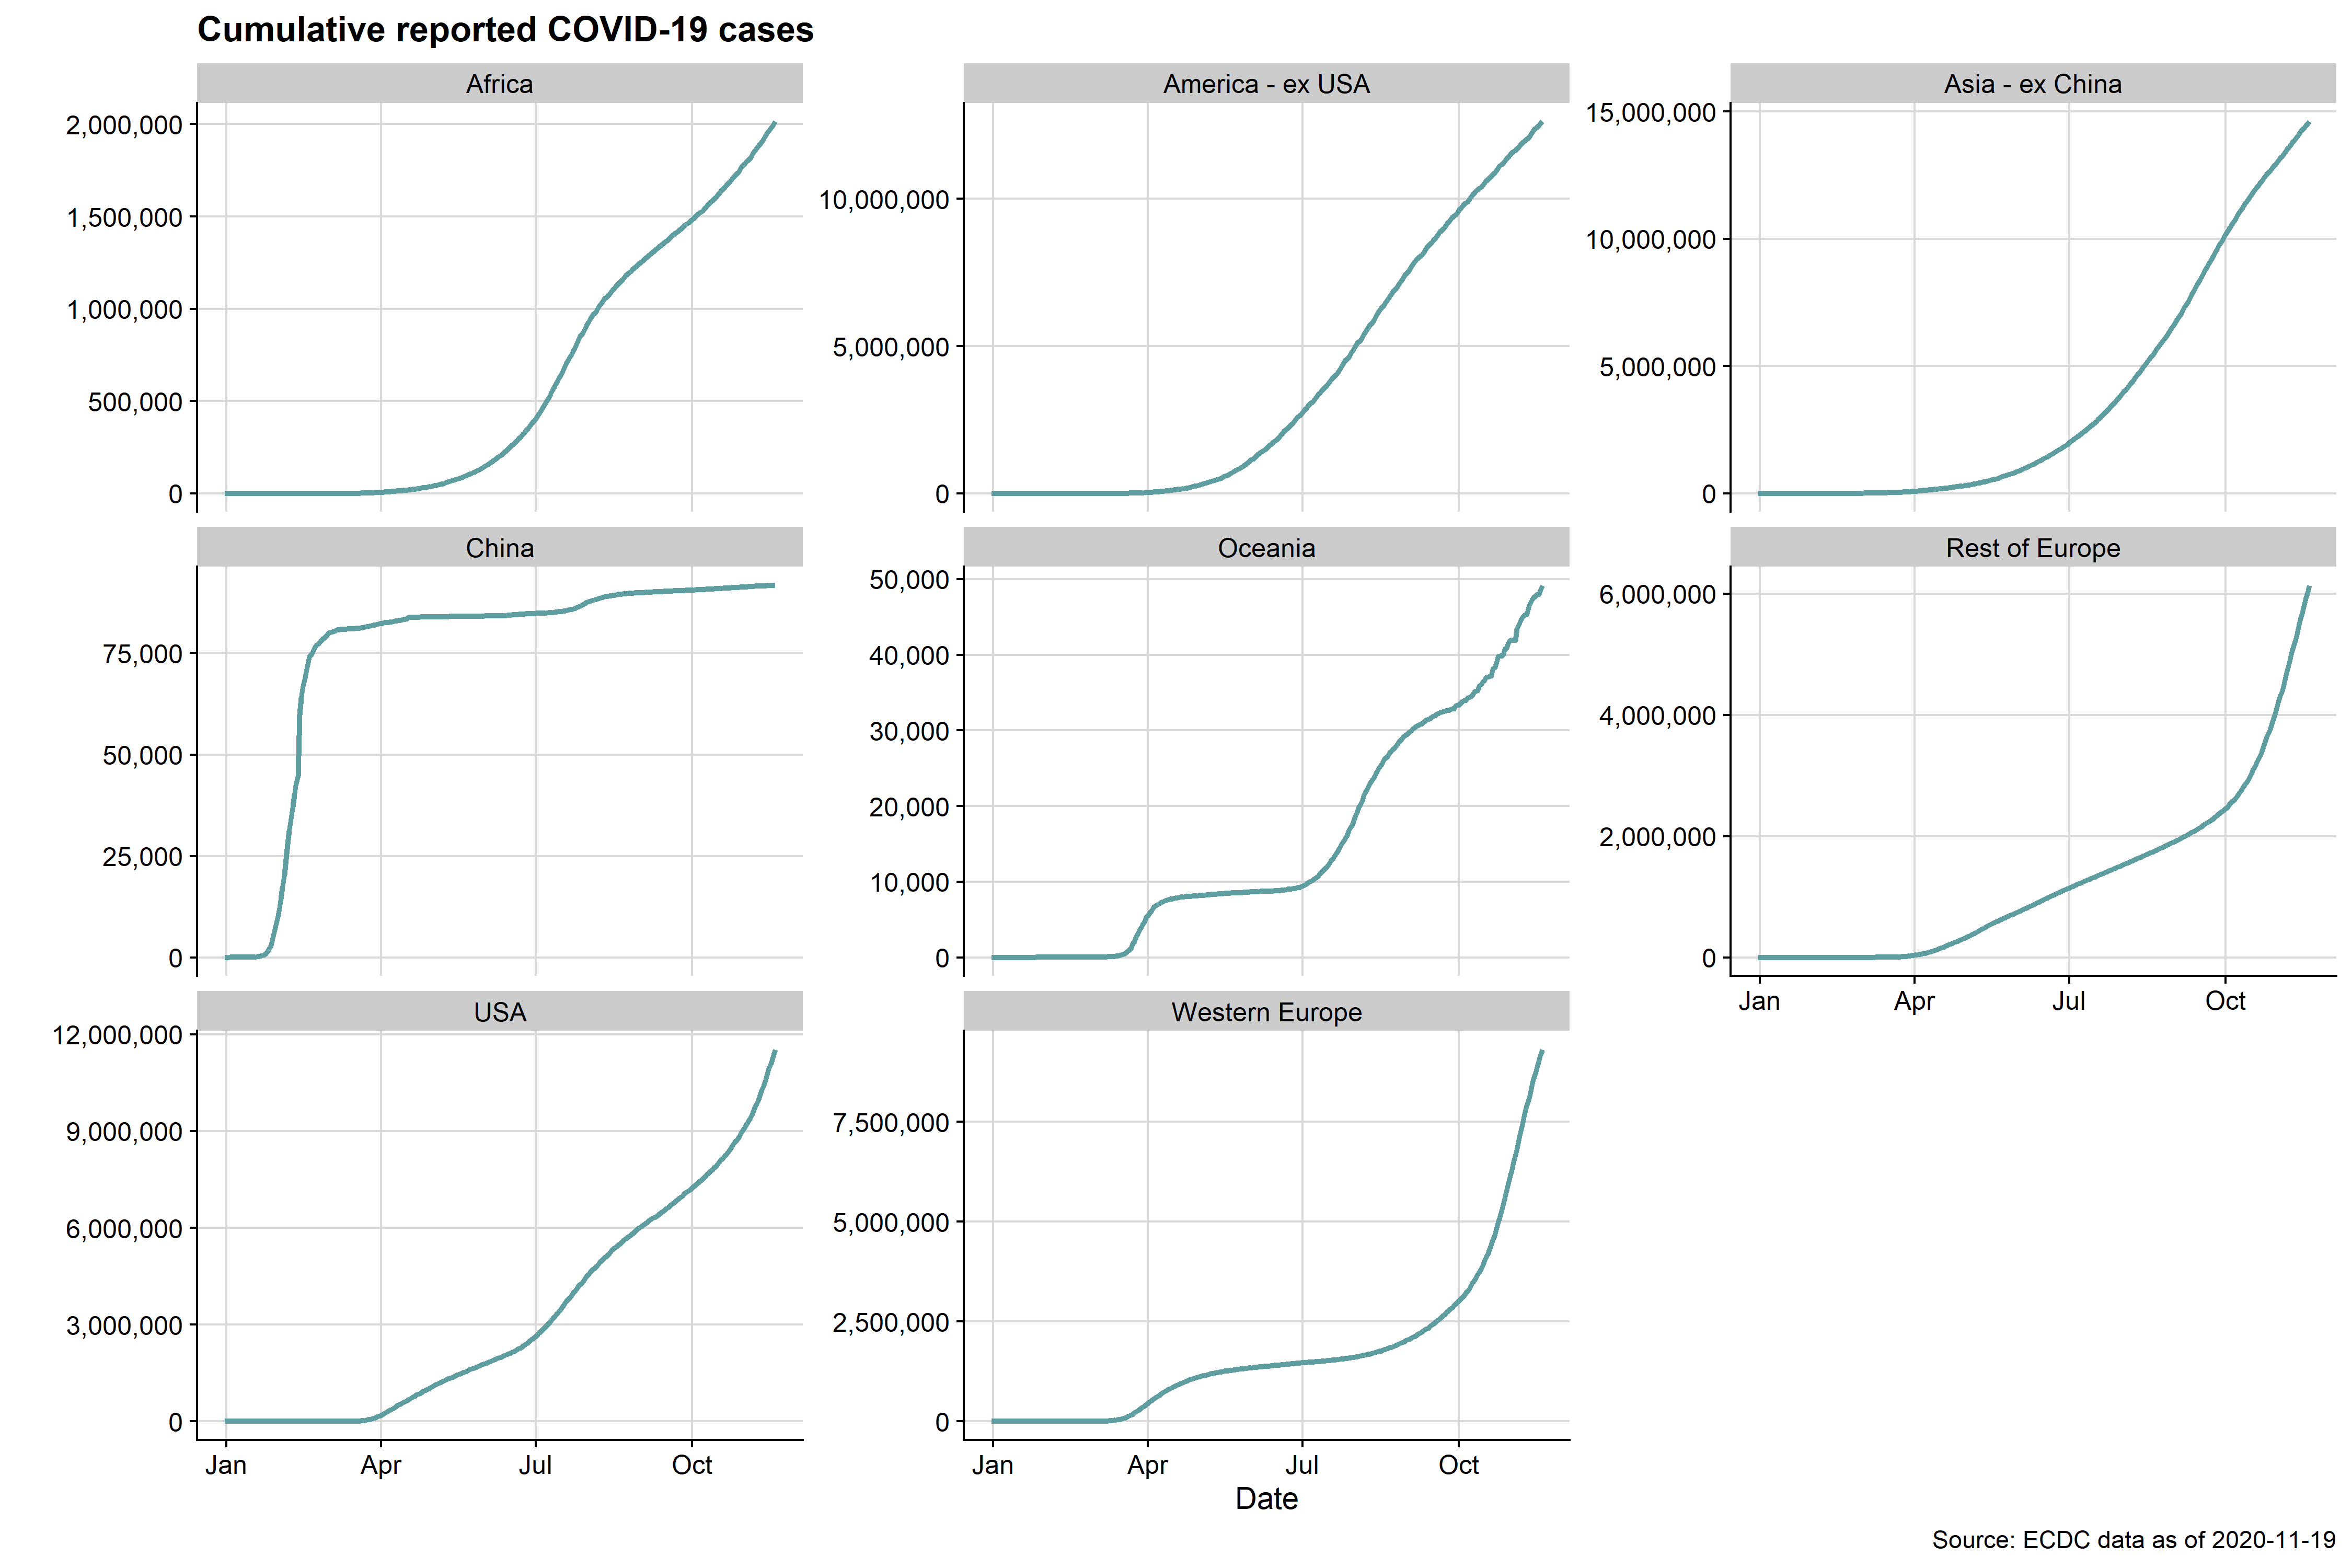 Cumulative reported COVID-19 cases
Africa
2,000,000
1,500,000
1,000,000
500,000
0
America - ex USA
10,000,000
5,000,000
0
Asia - ex China
15,000,000
10,000,000
5,000,000
0
China
75,000
50,000
25,000
0
Oceania
50,000
40,000
30,000
20,000
10,000
0
Rest of Europe
6,000,000
4,000,000
2,000,000
0
Jan Apr Jul Oct
USA
12,000,000
9,000,000
6,000,000
3,000,000
0
Jan Apr Jul Oct
Western Europe
7,500,000
5,000,000
2,500,000
0
Jan Apr Jul Oct
Date
Source: ECDC data as of 2020-11-19